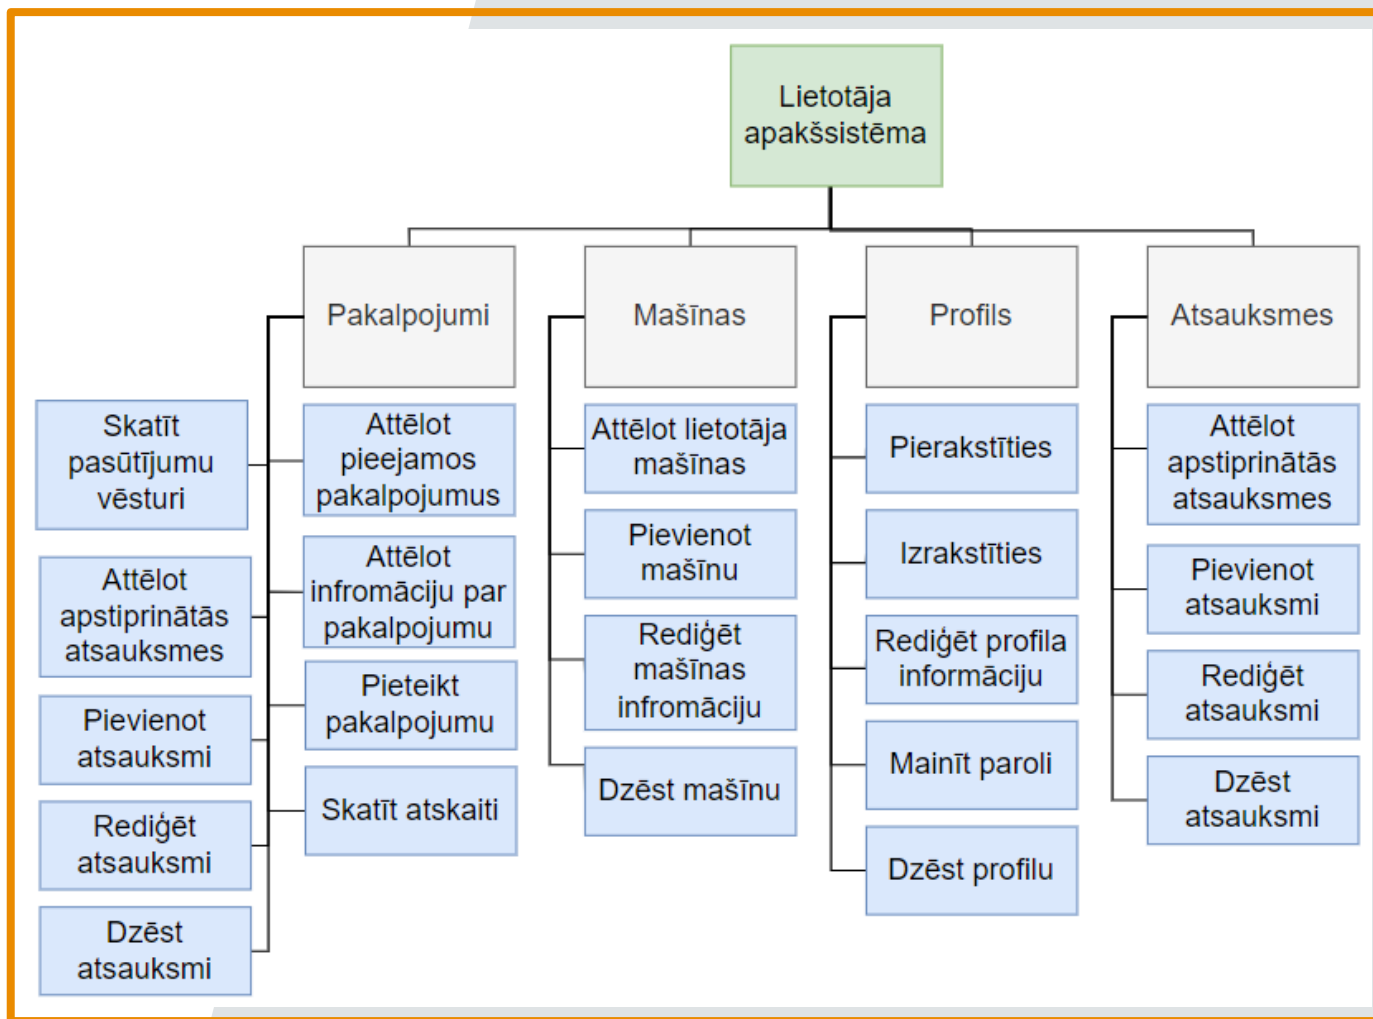 Lietotāja
apakšsistēma
Pakalpojumi
Mašīnas
Profils
Atsauksmes
Skatīt
pasūtījumu
vēsturi
Attēlot
apstiprinātās
atsauksmes
Pievienot
atsauksmi
Rediģēt
atsauksmi
Dzēst
atsauksmi
Attēlot
pieejamos
pakalpojumus
Attēlot
infromāciju par
pakalpojumu
Pieteikt
pakalpojumu
Skatīt atskaiti
Attēlot lietotāja
mašīnas
Pievienot
mašīnu
Rediģēt
mašīnas
infromāciju
Dzēst mašīnu
Pierakstīties
Izrakstīties
Rediģēt profila
informāciju
Mainīt paroli
Dzēst profilu
Attēlot
apstiprinātās
atsauksmes
Pievienot
atsauksmi
Rediģēt
atsauksmi
Dzēst
atsauksmi